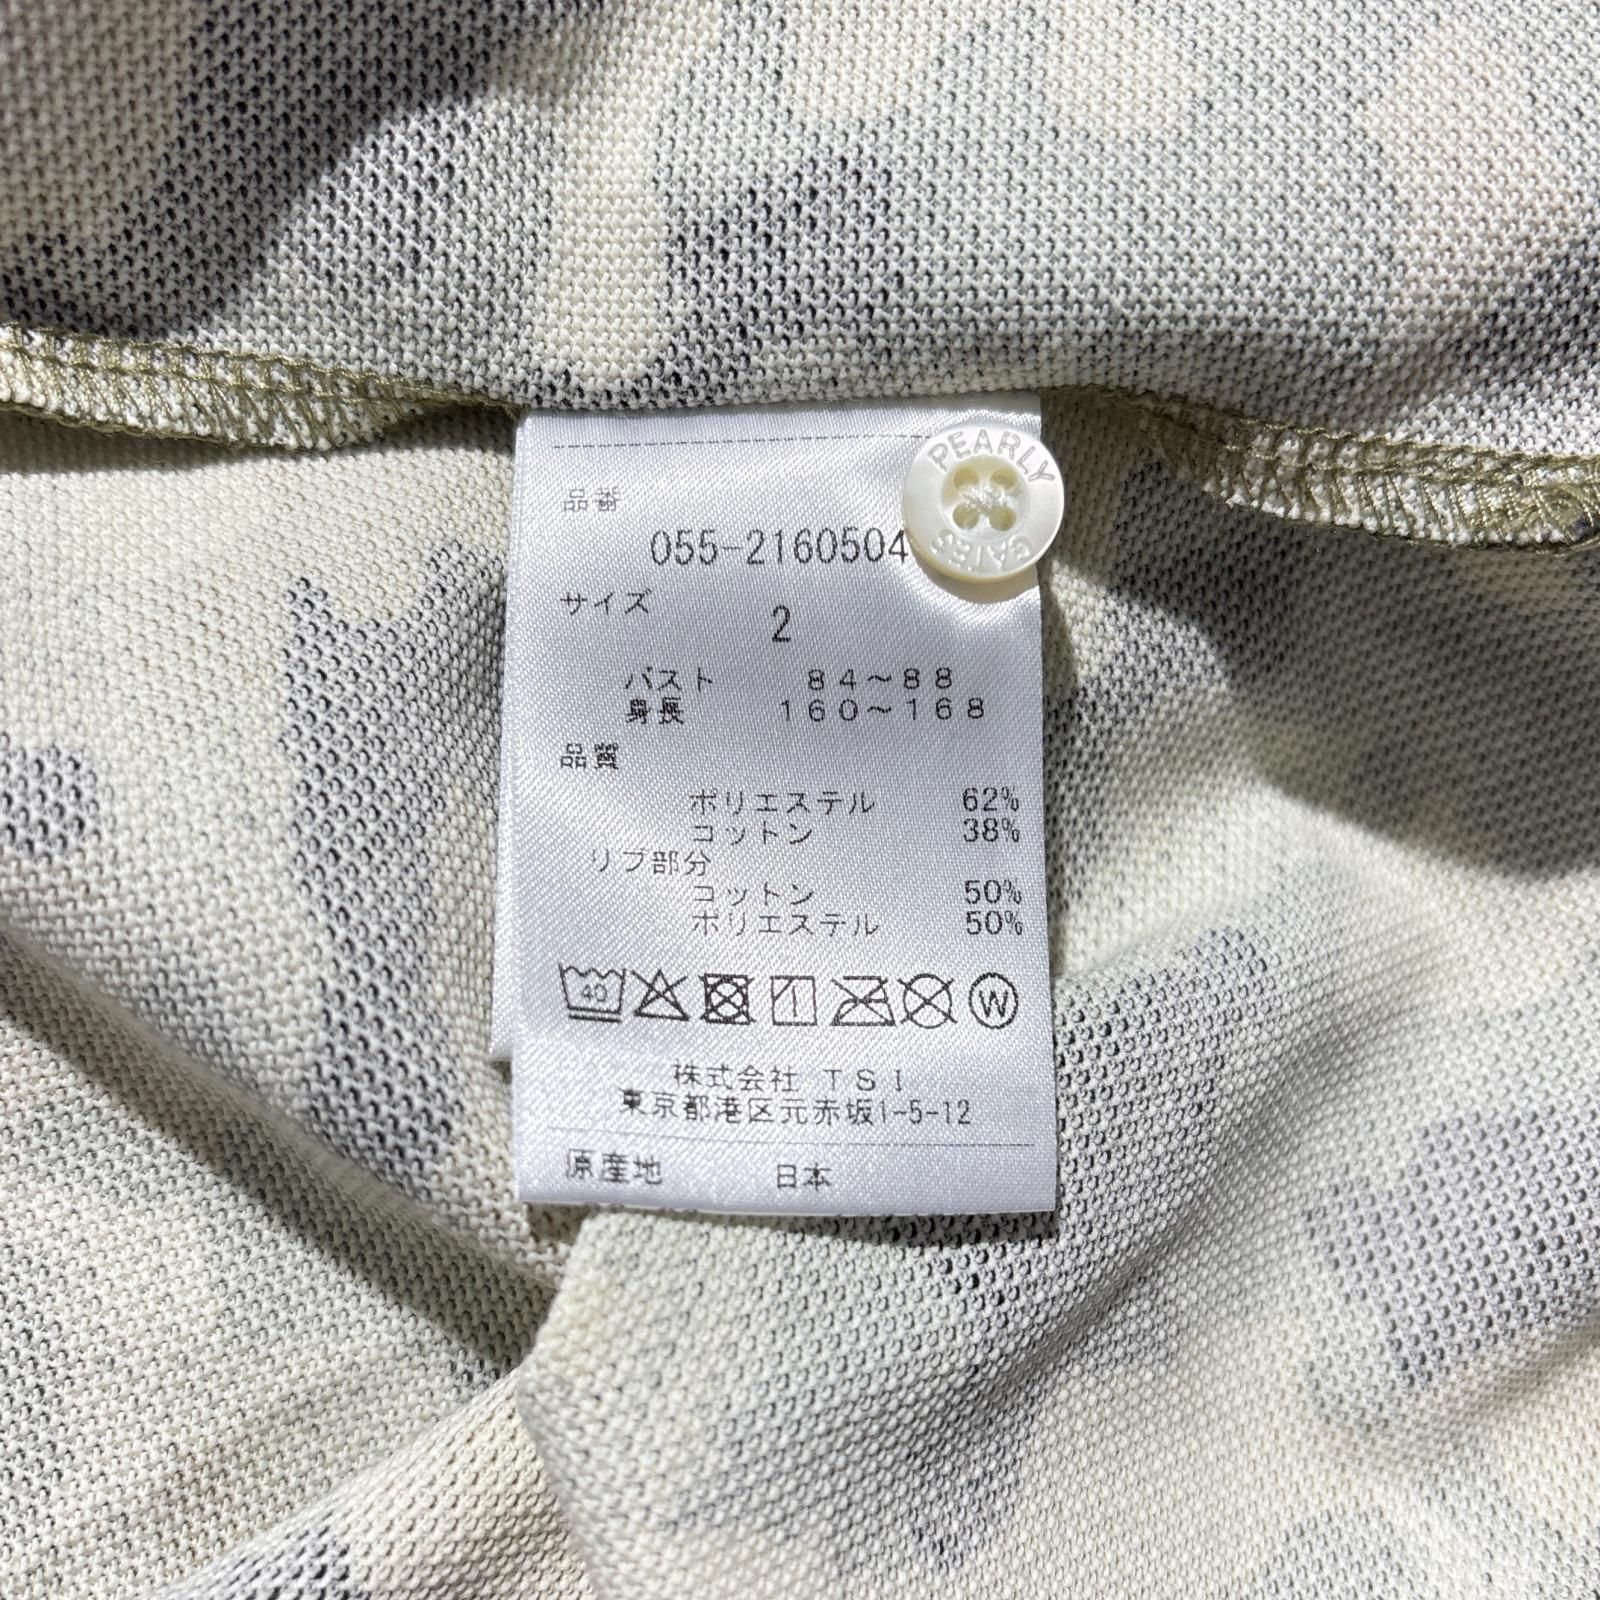 PEARLY
GATES
品番
055-2160504
サイズ
2
バスト 84~88
身長 160~168
品質
ポリエステル 62%
コットン 38%
リブ部分
コットン 50%
ポリエステル 50%
40
W
株式会社 TSI
東京都港区元赤坂1-5-12
原産地 日本